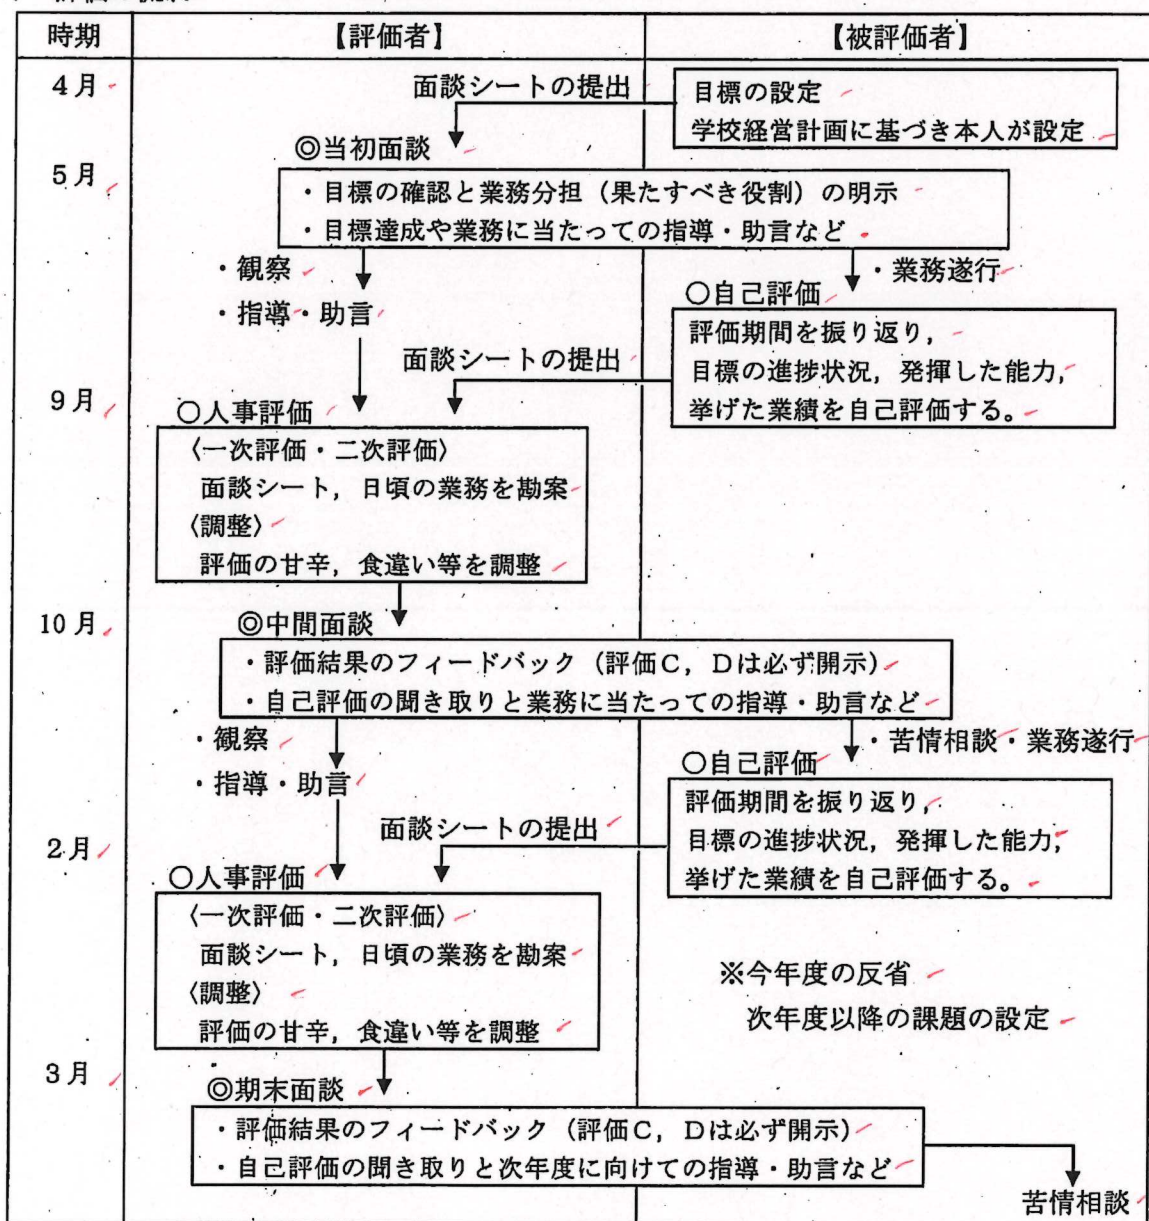 時期 【評価者】 【被評価者】
4月
面談シートの提出
目標の設定
学校経営計画に基づき本人が設定
◎当初面談
5月
・目標の確認と業務分担（果たすべき役割）の明示
・目標達成や業務に当たっての指導・助言など
・観察
・指導・助言
・業務遂行
○自己評価
評価期間を振り返り，
目標の進捗状況，発揮した能力，
挙げた業績を自己評価する。
面談シートの提出
9月
○人事評価
〈一次評価・二次評価〉
面談シート，日頃の業務を勘案
〈調整〉
評価の甘辛，食違い等を調整
10月
◎中間面談
・評価結果のフィードバック（評価C，Dは必ず開示）
・自己評価の聞き取りと業務に当たっての指導・助言など
・観察
・指導・助言
・苦情相談・業務遂行
○自己評価
評価期間を振り返り，
目標の進捗状況，発揮した能力，
挙げた業績を自己評価する。
面談シートの提出
2月
○人事評価
〈一次評価・二次評価〉
面談シート，日頃の業務を勘案
〈調整〉
評価の甘辛，食違い等を調整
※今年度の反省
次年度以降の課題の設定
3月
◎期末面談
・評価結果のフィードバック（評価C，Dは必ず開示）
・自己評価の聞き取りと次年度に向けての指導・助言など
苦情相談